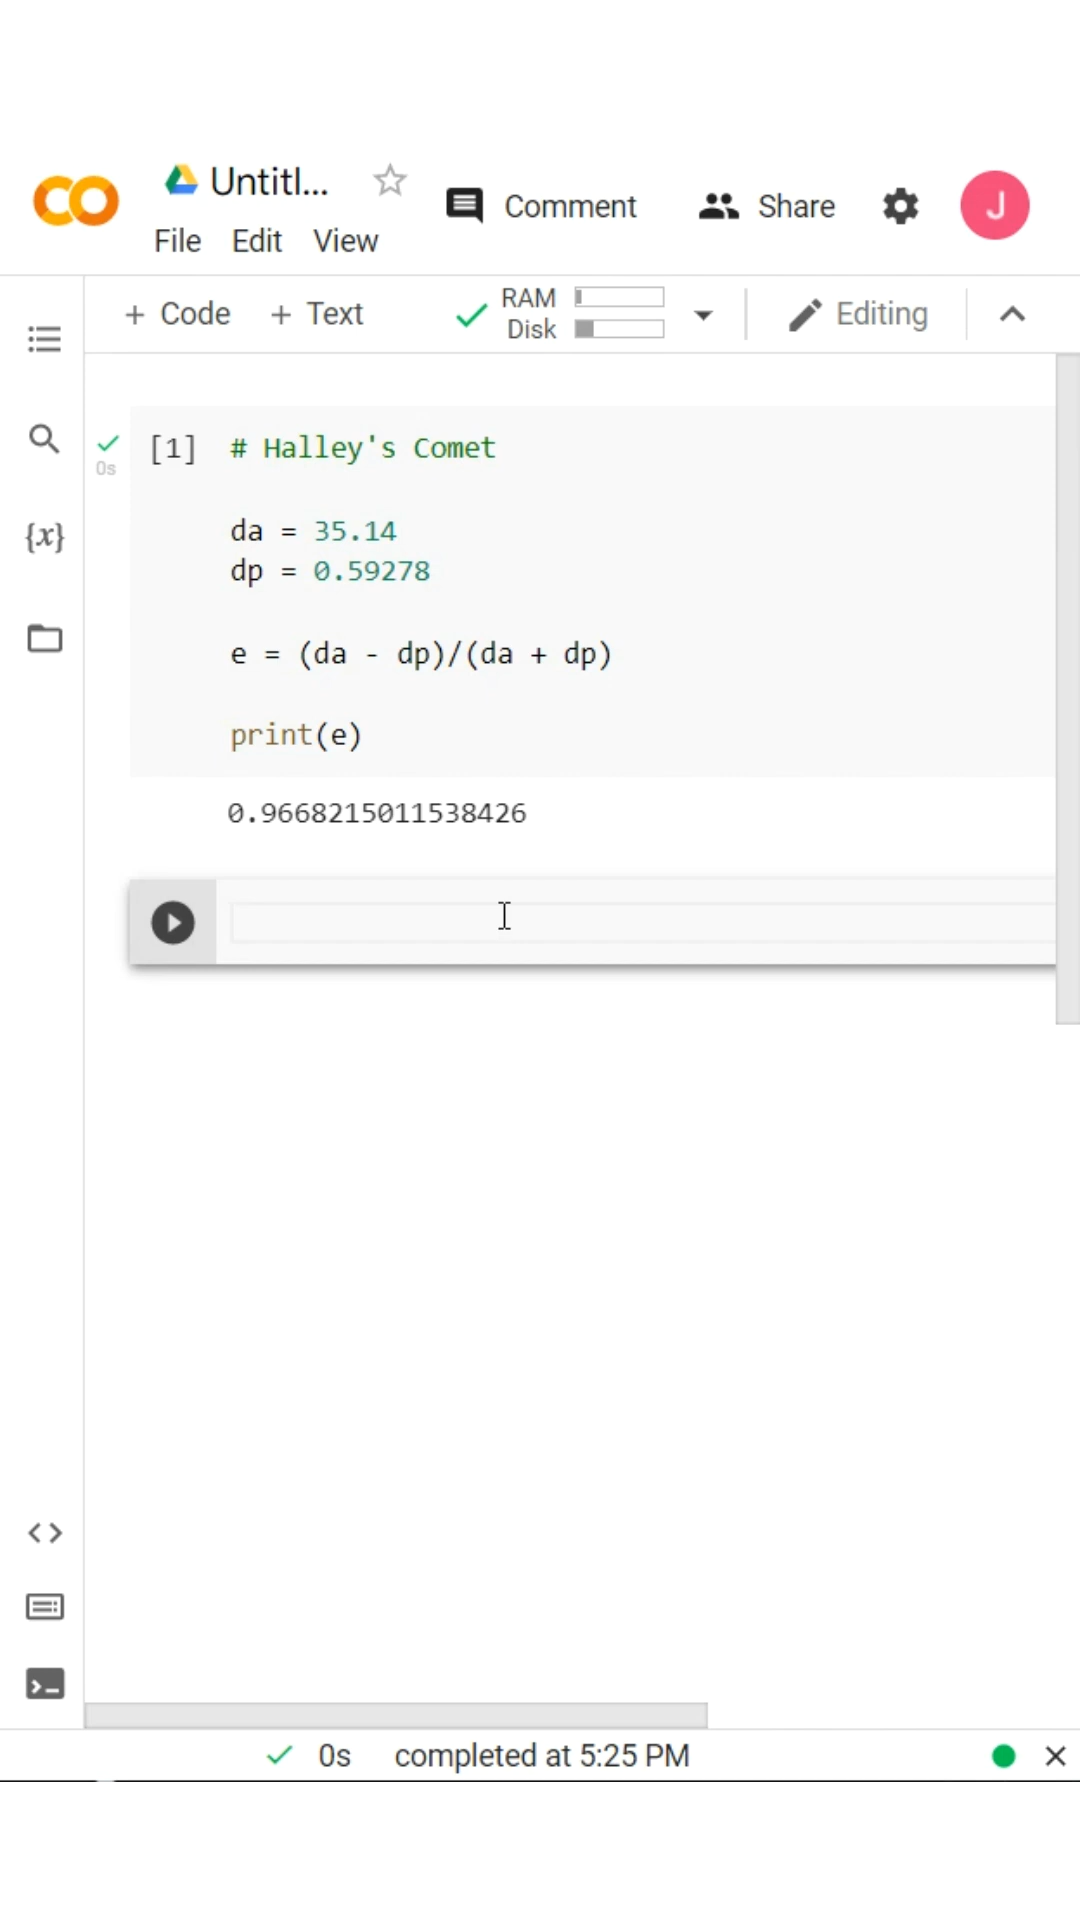 Untitl...
Comment
Share
J
File Edit View
+ Code + Text
RAM
Disk
Editing
{x}
0s
[1] # Halley's Comet
da = 35.14
dp = 0.59278
e = (da - dp)/(da + dp)
print(e)
0.9668215011538426
0s completed at 5:25 PM